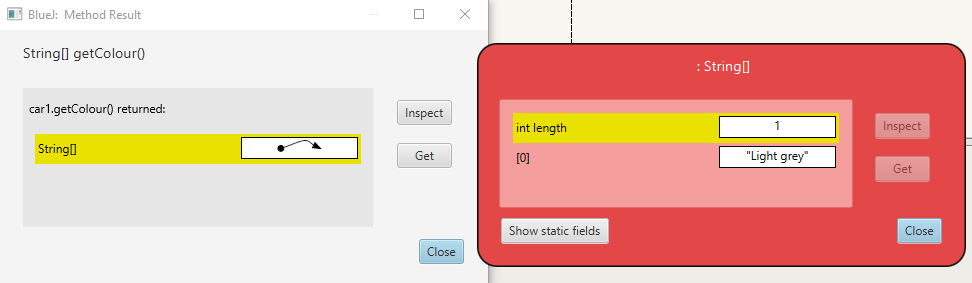 BlueJ: Method Result
String[] getColour()
car1.getColour() returned:
String[]
Inspect
Get
Close
: String[]
int length 1
[0] "Light grey"
Inspect
Get
Show static fields
Close